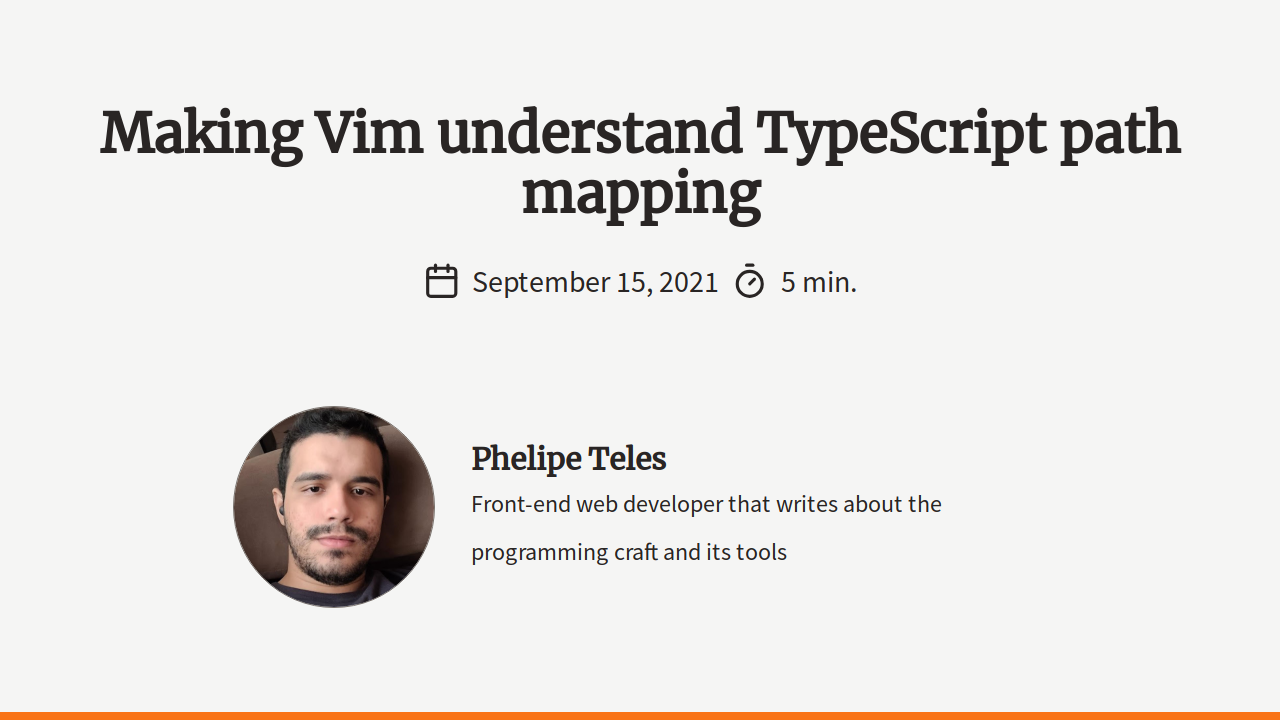 Making Vim understand TypeScript path
mapping
September 15, 2021 5 min.
Phelipe Teles
Front-end web developer that writes about the
programming craft and its tools